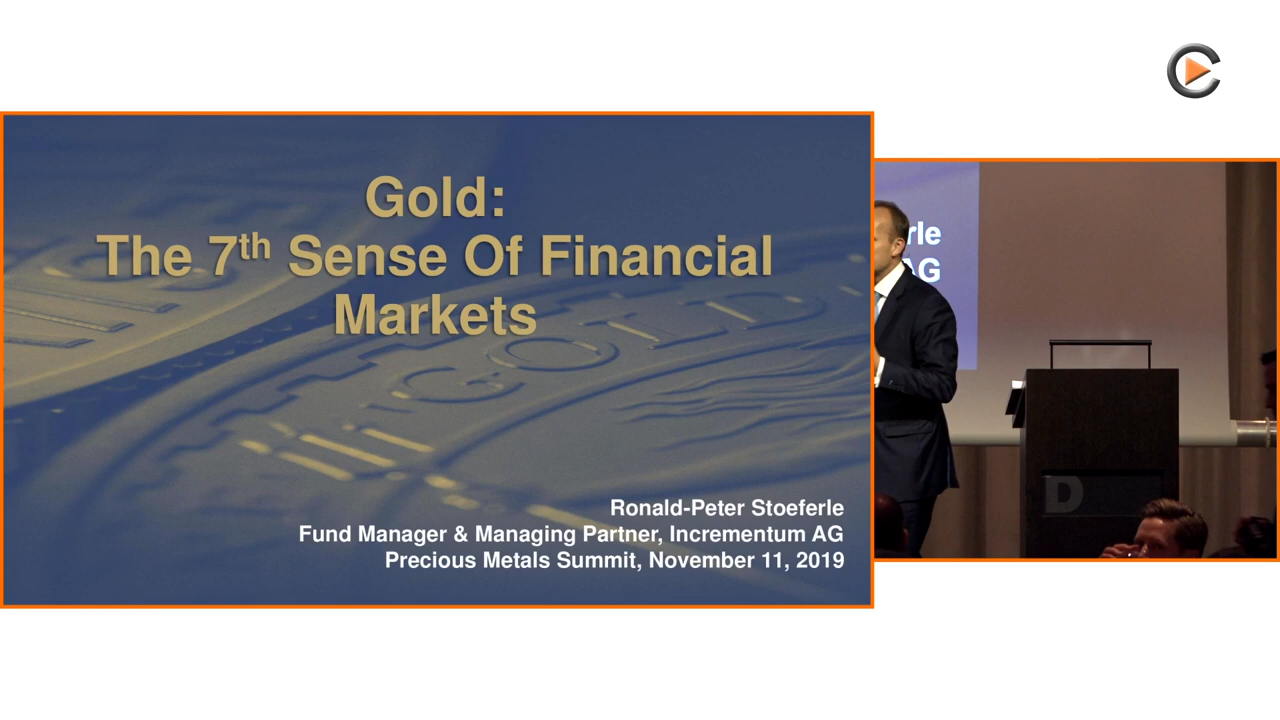 Gold:
The 7th Sense Of Financial
Markets
GOLD
Ronald-Peter Stoeferle
Fund Manager & Managing Partner, Incrementum AG
Precious Metals Summit, November 11, 2019
rle
AG
D